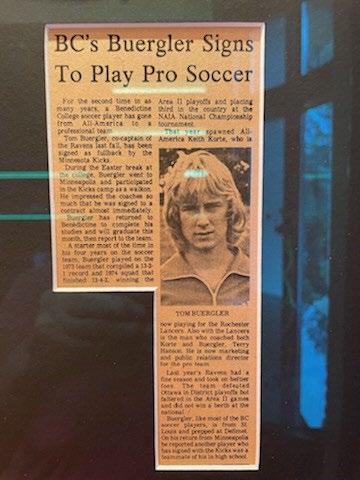 BC's Buergler Signs
To Play Pro Soccer
For the second time in as
many years, a Benedictine
College soccer player has gone
from All-America to a
professional team.
Tom Buergler, co-captain of
the Ravens last fall, has been
signed as fullback by the
Minnesota Kicks.
During the Easter break at
the college, Buergler went to
Minneapolis and participated
in the Kicks camp as a walkon.
He impressed the coaches so
much that he was signed to a
contract almost immediately.
Buergler has returned to
Benedictine to complete his
studies and will graduate this
month, then report to the team.
A starter most of the time in
his four years on the soccer
team, Buergler played on the
1973 team that compiled a
and 1974 squad that
finished 13-4-2, winning the
Area II playoffs and placing
third in the country at the
NAIA National Championship
tournament.
That year spawned All-
America Keith Korte, who is
TOM BUERGLER
now playing for the Rochester
Lancers. Also with the Lancers
is the man who coached both
Korte and Buergler, Terry
Hanson. He is now marketing
and public relations director
for the pro team.
Last year's Ravens had a
fine season and took on
foes. The team defeated
Ottawa in District playoffs but
faltered in the Area II games
and did not win a berth at the
national.
Buergler, like most of the BC
soccer players, is from St.
Louis and prepped at DeSmet.
On his return from Minneapolis
he reported another player who
has signed with the Kicks was a
teammate of his in high school.